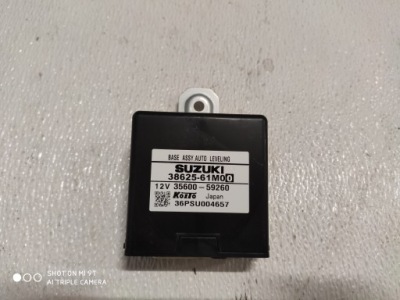 BASE ASSY AUTO LEVELING
SUZUKI
38625-61M00
12V 35600-59260
KOITO Japan
36PSU004657
SHOT ON MI 9T
AI TRIPLE CAMERA